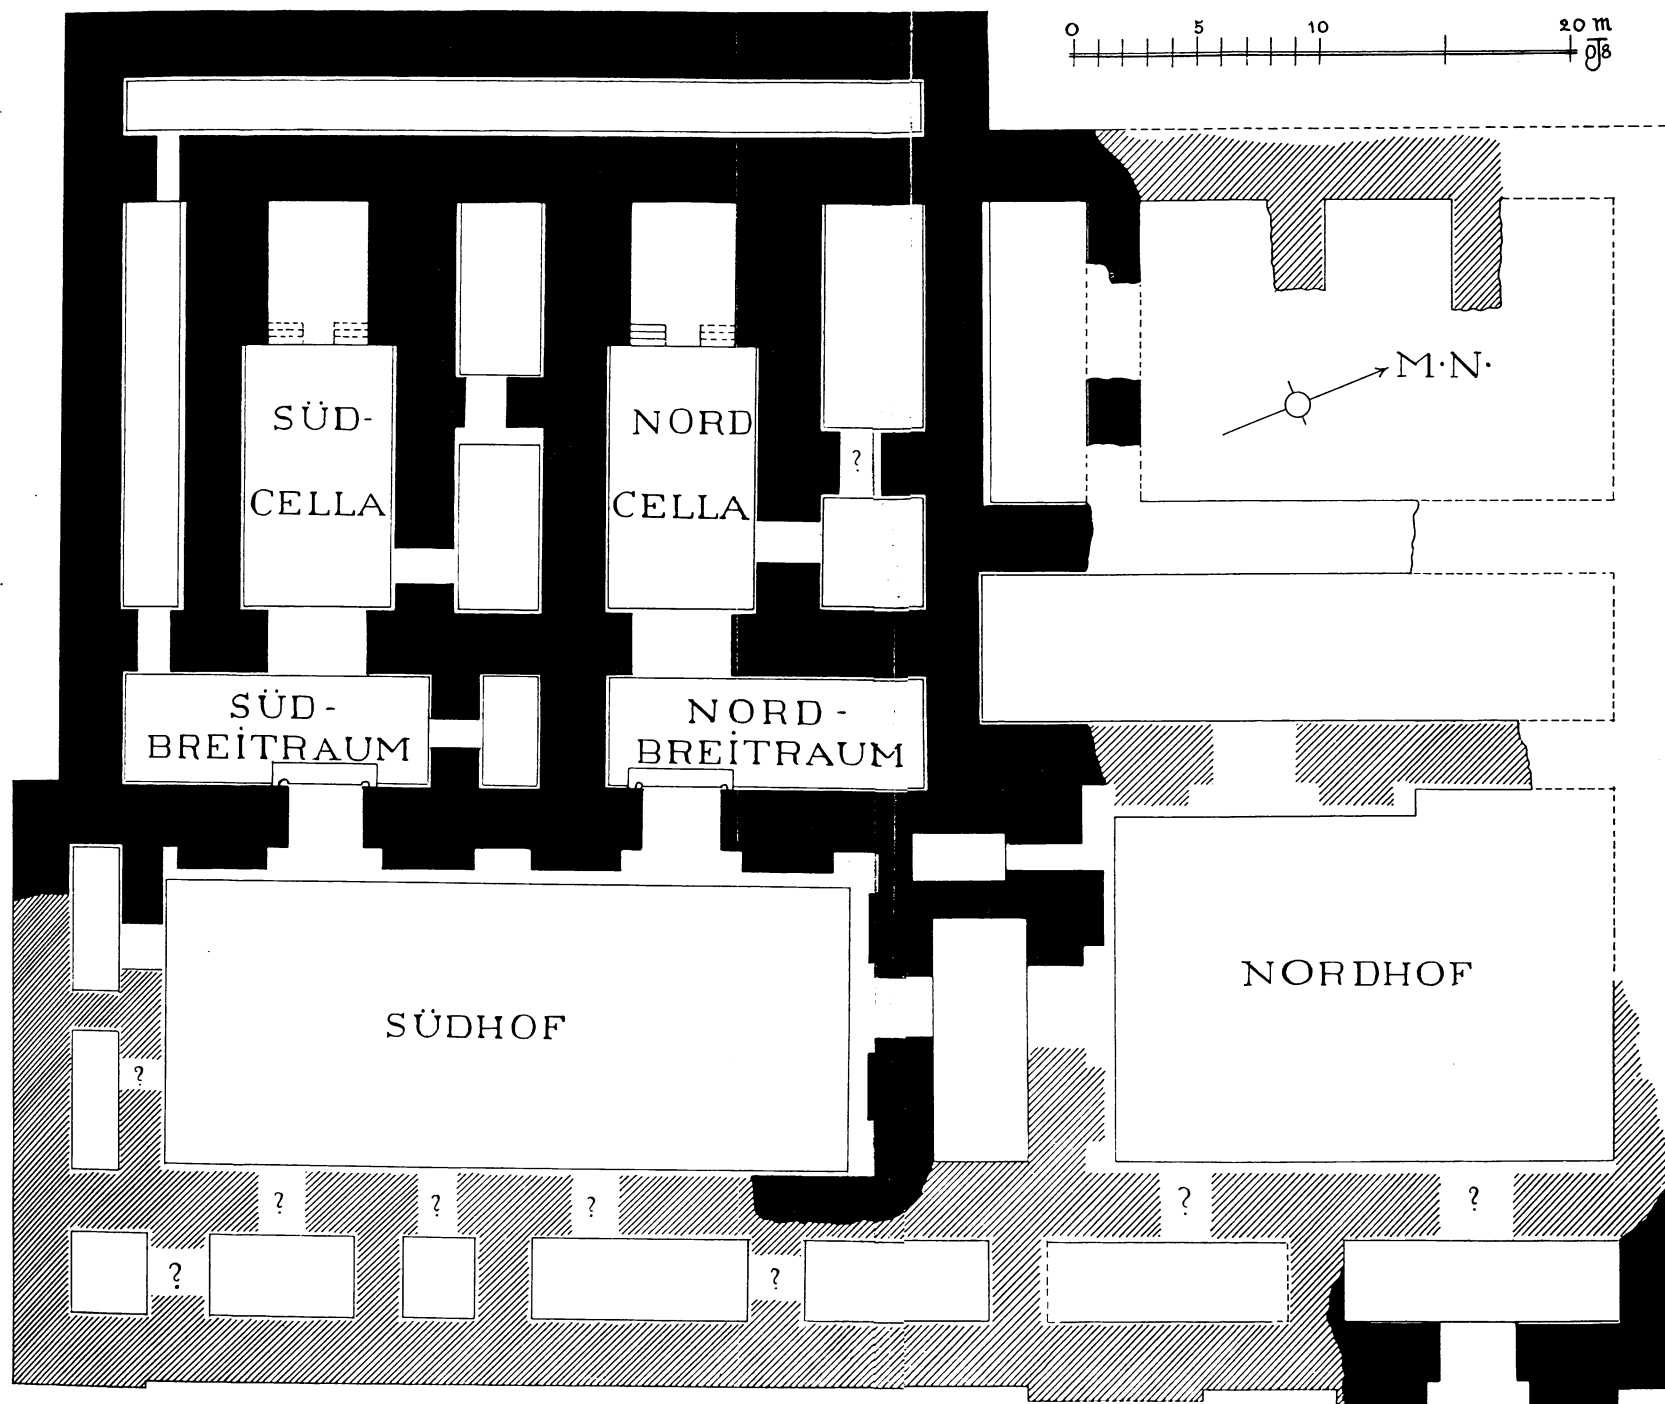 0 5 10 20 m
M·N·
SÜD-
CELLA
NORD
CELLA
?
SÜD-
BREITRAUM
NORD-
BREITRAUM
NORDHOF
SÜDHOF
?
? ? ? ? ?
? ?